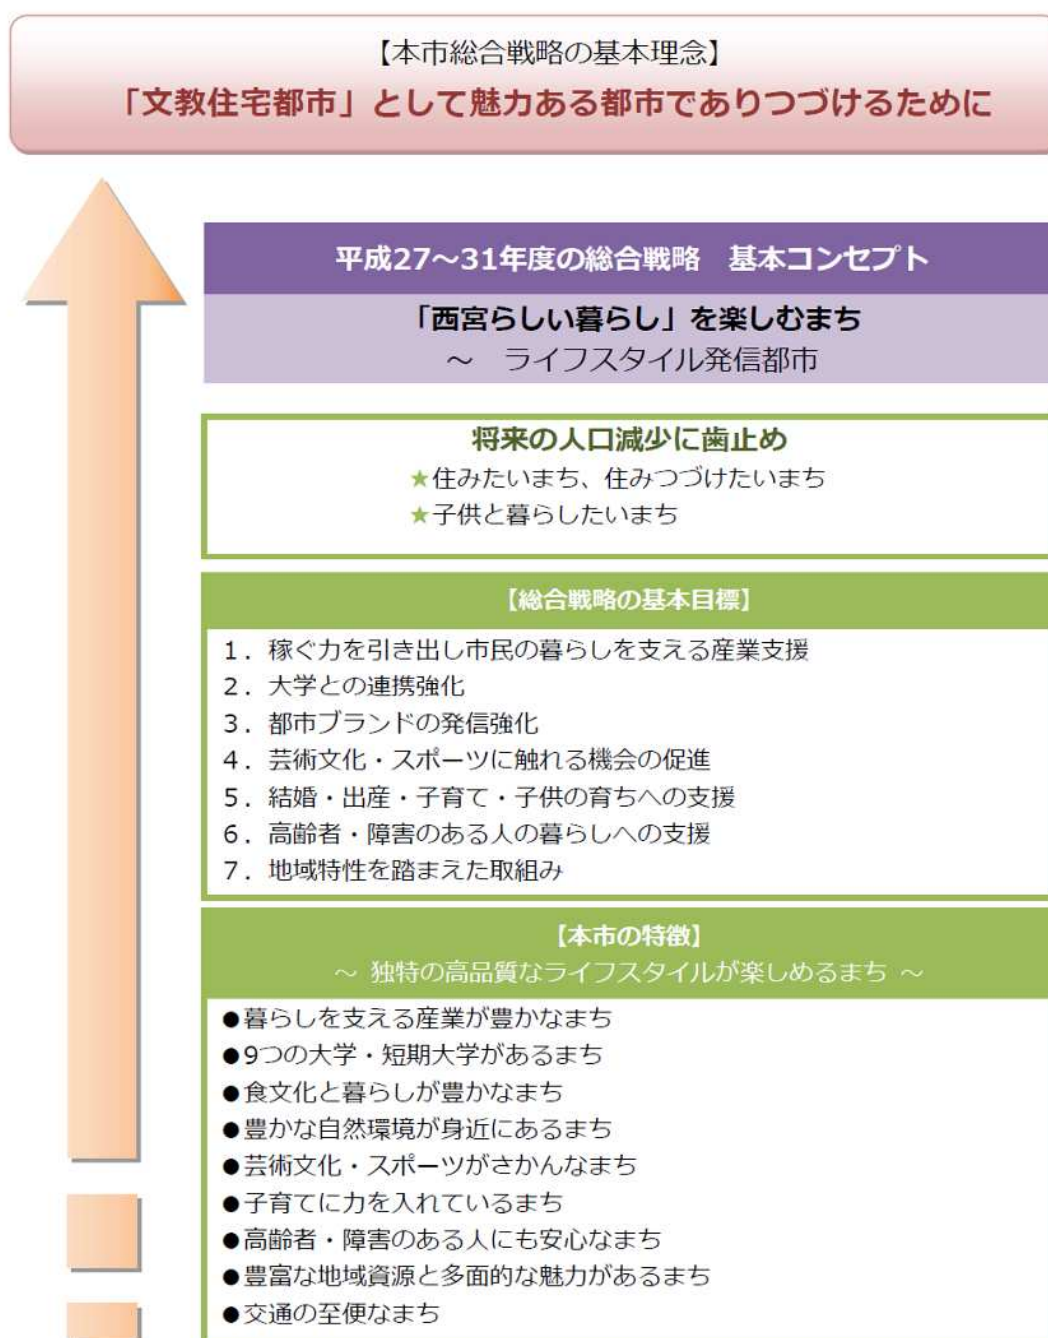 【本市総合戦略の基本理念】
「文教住宅都市」として魅力ある都市でありつづけるために
平成27～31年度の総合戦略　基本コンセプト
「西宮らしい暮らし」を楽しむまち
～　ライフスタイル発信都市
将来の人口減少に歯止め
★住みたいまち、住みつづけたいまち
★子供と暮らしたいまち
【総合戦略の基本目標】
1．稼ぐ力を引き出し市民の暮らしを支える産業支援
2．大学との連携強化
3．都市ブランドの発信強化
4．芸術文化・スポーツに触れる機会の促進
5．結婚・出産・子育て・子供の育ちへの支援
6．高齢者・障害のある人の暮らしへの支援
7．地域特性を踏まえた取組み
【本市の特徴】
～ 独特の高品質なライフスタイルが楽しめるまち ～
●暮らしを支える産業が豊かなまち
●9つの大学・短期大学があるまち
●食文化と暮らしが豊かなまち
●豊かな自然環境が身近にあるまち
●芸術文化・スポーツがさかんなまち
●子育てに力を入れているまち
●高齢者・障害のある人にも安心なまち
●豊富な地域資源と多面的な魅力があるまち
●交通の至便なまち